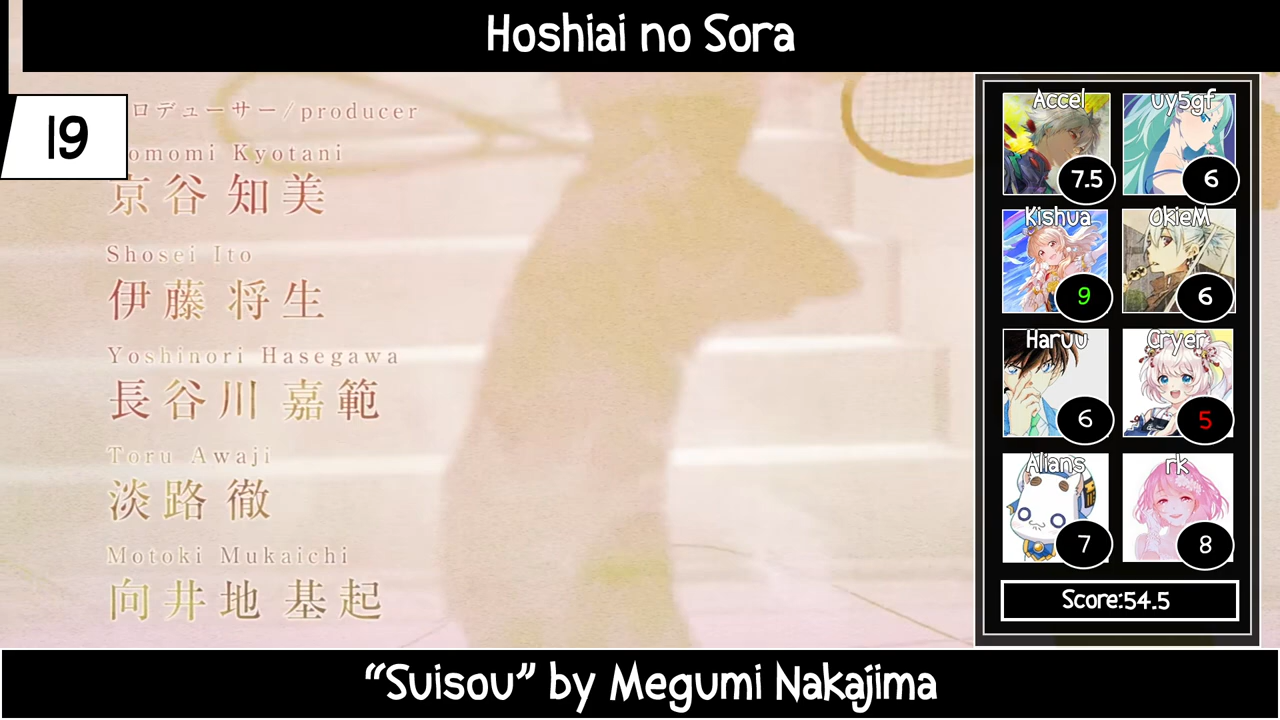 Hoshiai no Sora
19
ロデューサー/producer
omomi Kyotani
京谷 知美
Shosei Ito
伊藤 将生
Yoshinori Hasegawa
長谷川 嘉範
Toru Awaji
淡路 徹
Motoki Mukaichi
向井地 基起
Accel
uy5gf
7.5
6
Kishua
OkieM
9
6
Haruu
Cryer
6
5
Alians
rk
7
8
Score:54.5
“Suisou” by Megumi Nakajima